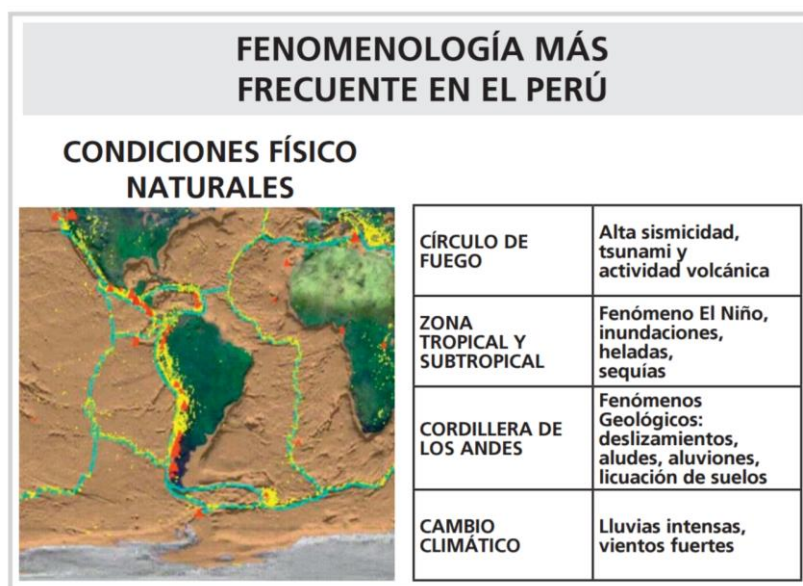 FENOMENOLOGÍA MÁS
FRECUENTE EN EL PERÚ
CONDICIONES FÍSICO
NATURALES
CÍRCULO DE
FUEGO
Alta sismicidad,
tsunami y
actividad volcánica
ZONA
TROPICAL Y
SUBTROPICAL
Fenómeno El Niño,
inundaciones,
heladas,
sequías
CORDILLERA DE
LOS ANDES
Fenómenos
Geológicos:
deslizamientos,
aludes, aluviones,
licuación de suelos
CAMBIO
CLIMÁTICO
Lluvias intensas,
vientos fuertes